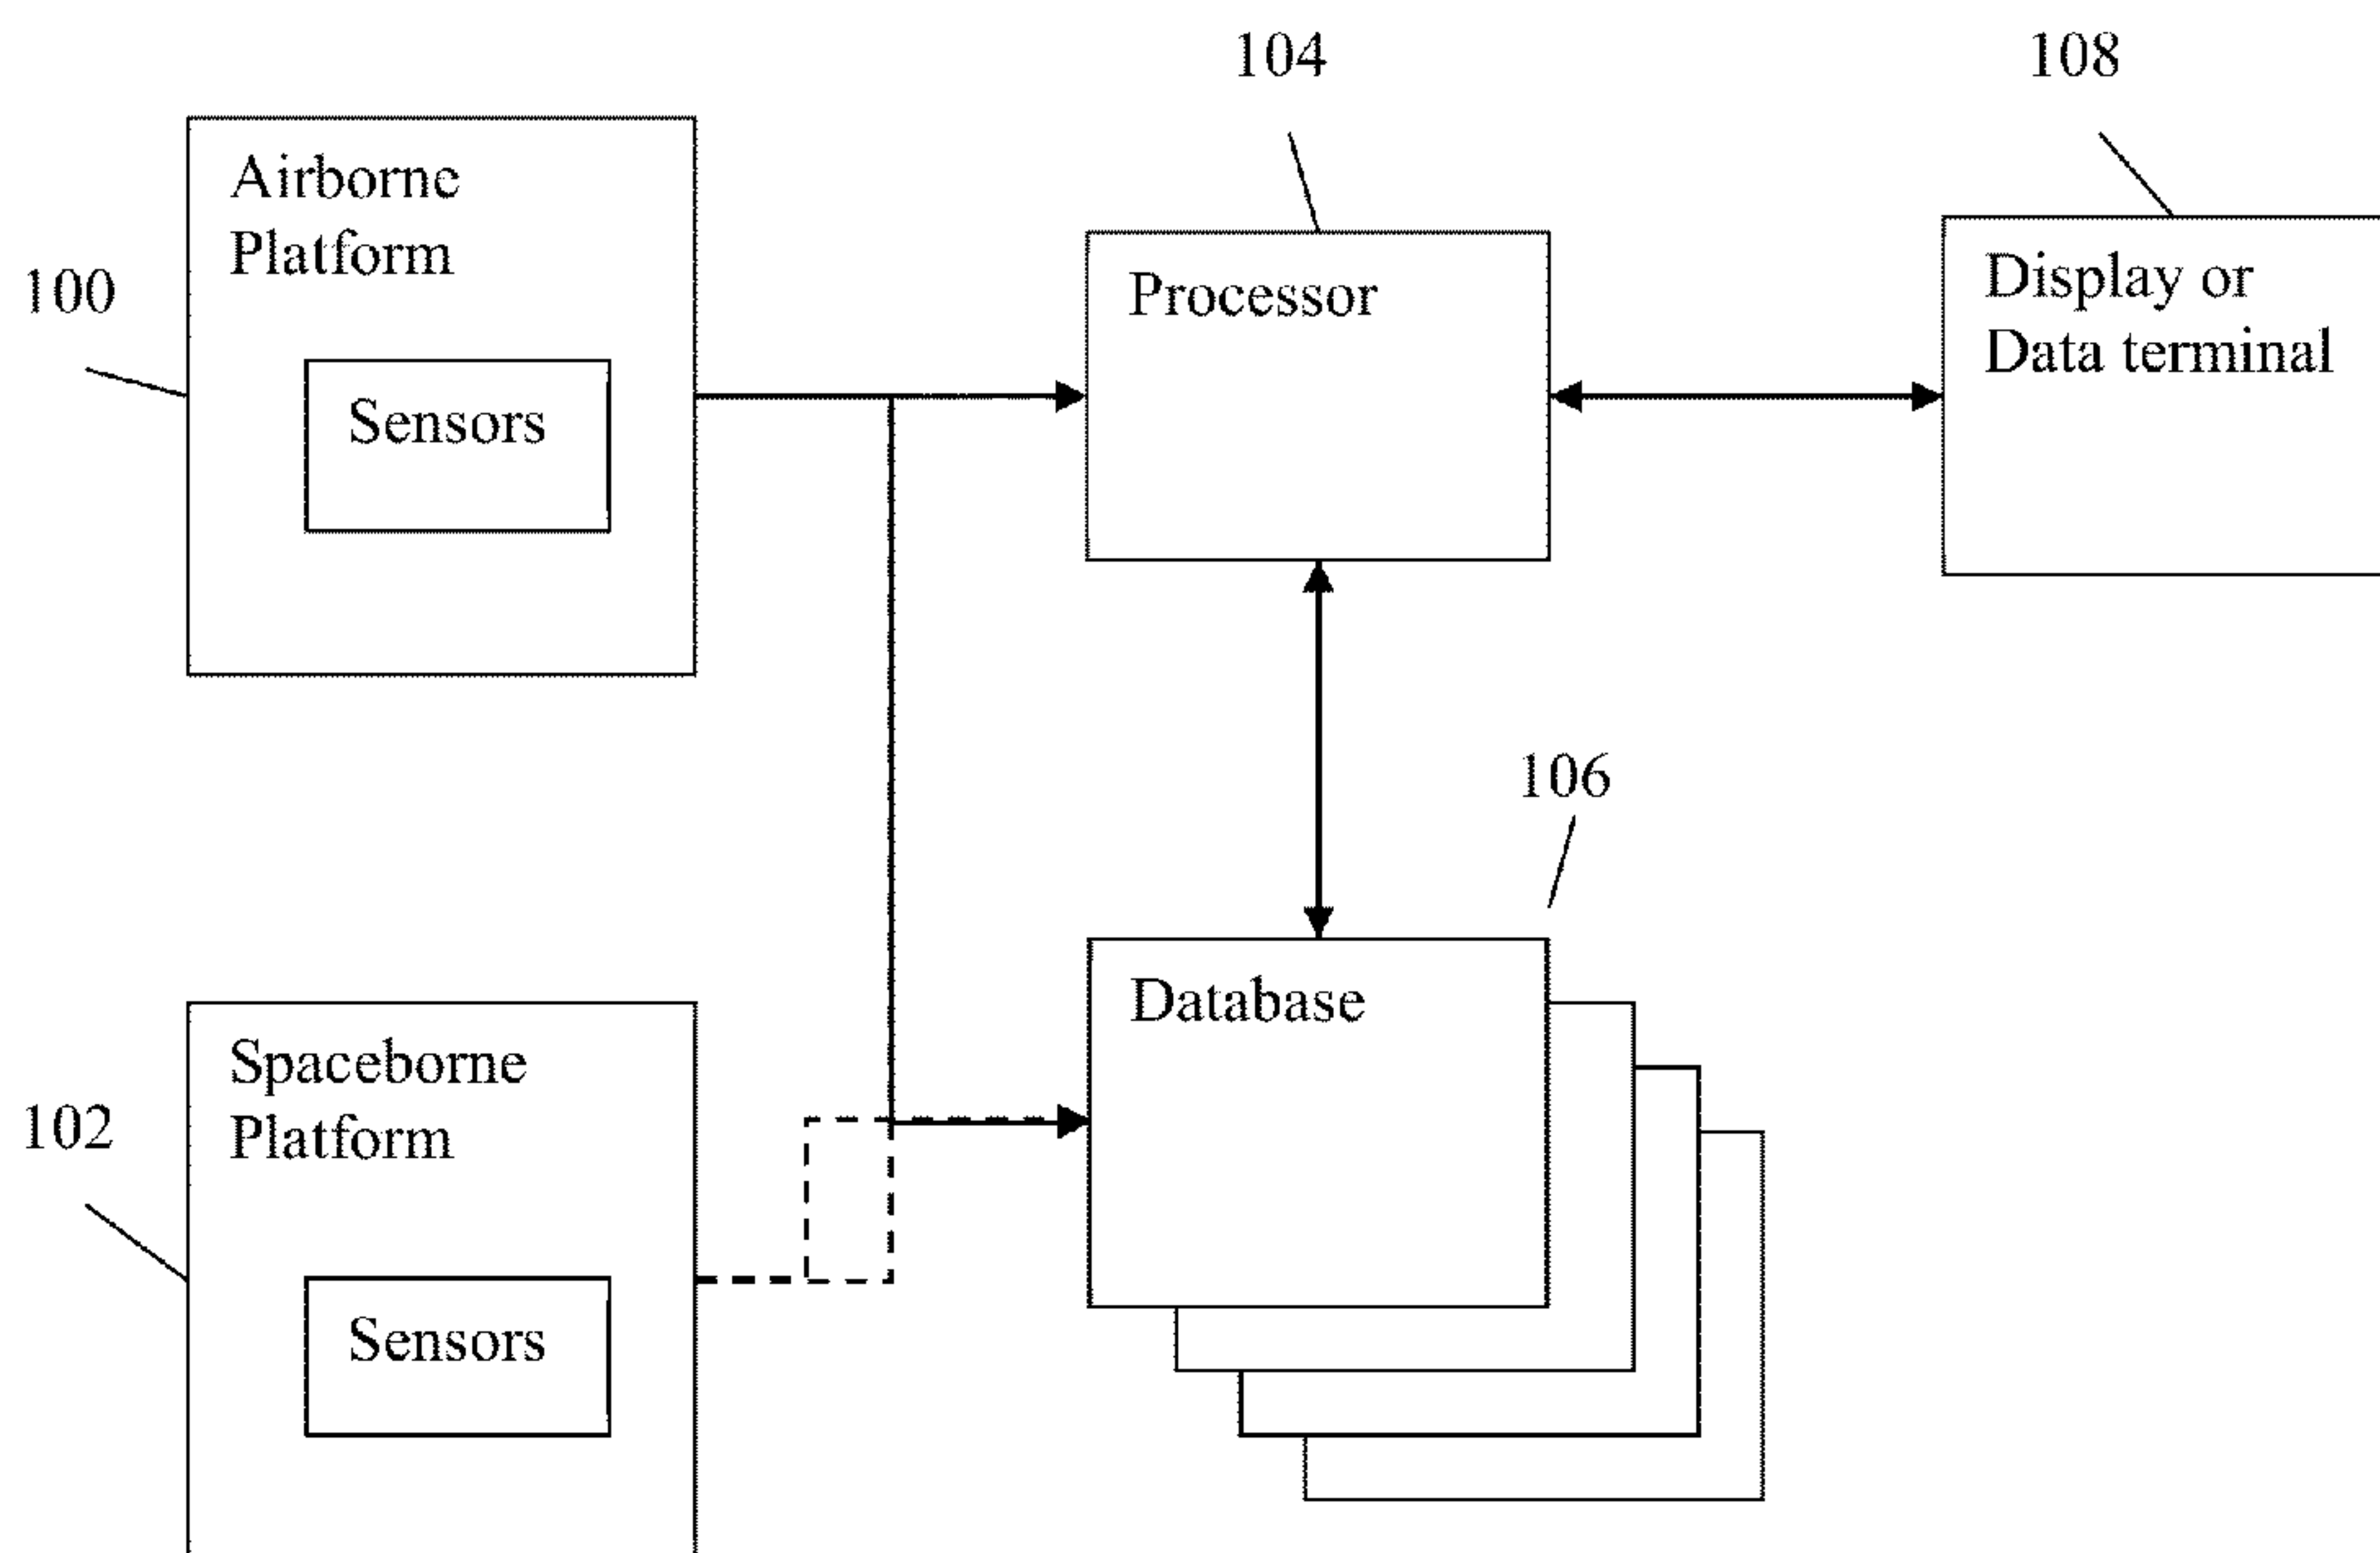 104
108
Airborne
Platform
100
Sensors
Processor
Display or
Data terminal
106
Database
Spaceborne
Platform
102
Sensors